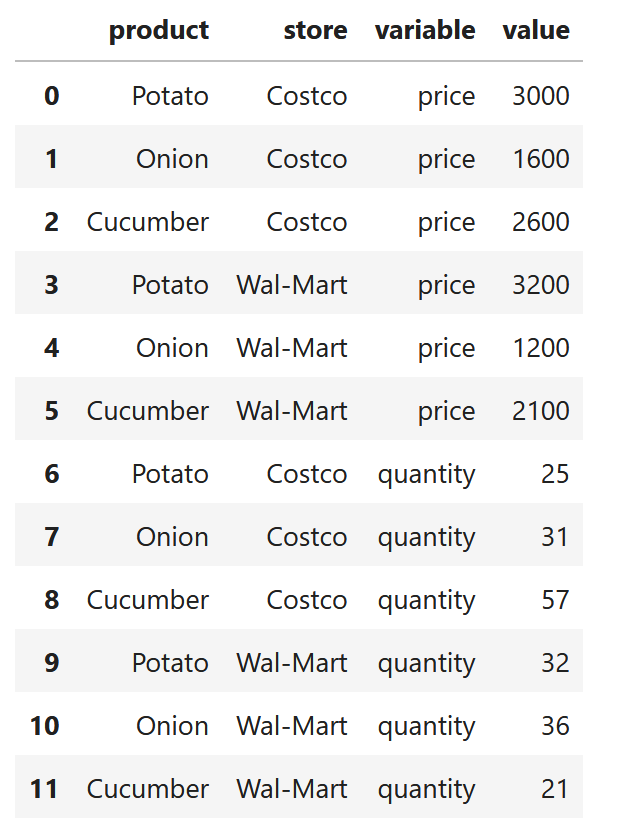 product store variable value
0 Potato Costco price 3000
1 Onion Costco price 1600
2 Cucumber Costco price 2600
3 Potato Wal-Mart price 3200
4 Onion Wal-Mart price 1200
5 Cucumber Wal-Mart price 2100
6 Potato Costco quantity 25
7 Onion Costco quantity 31
8 Cucumber Costco quantity 57
9 Potato Wal-Mart quantity 32
10 Onion Wal-Mart quantity 36
11 Cucumber Wal-Mart quantity 21